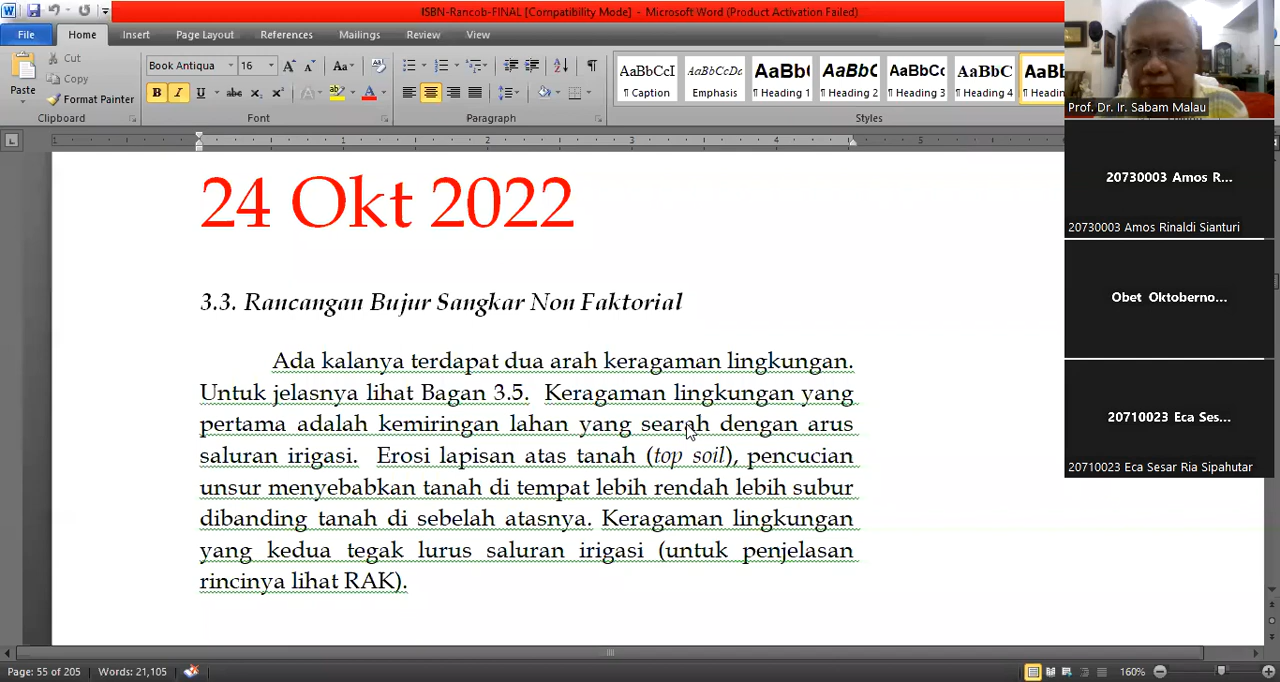 ISBN-Rancob-FINAL [Compatibility Mode] - Microsoft Word (Product Activation Failed)
File Home Insert Page Layout References Mailings Review View
Paste
Cut
Copy
Format Painter
Clipboard
Book Antiqua 16
Font
Paragraph
AaBbCcI AaBbCcDc AaBb( AaBbC AaBbCc AaBbC AaBb
¶ Caption ¶ Emphasis ¶ Heading 1 ¶ Heading 2 ¶ Heading 3 ¶ Heading 4 ¶ Heading
Styles
24 Okt 2022
3.3. Rancangan Bujur Sangkar Non Faktorial
Ada kalanya terdapat dua arah keragaman lingkungan.
Untuk jelasnya lihat Bagan 3.5. Keragaman lingkungan yang
pertama adalah kemiringan lahan yang searah dengan arus
saluran irigasi. Erosi lapisan atas tanah (top soil), pencucian
unsur menyebabkan tanah di tempat lebih rendah lebih subur
dibanding tanah di sebelah atasnya. Keragaman lingkungan
yang kedua tegak lurus saluran irigasi (untuk penjelasan
rincinya lihat RAK).
Prof. Dr. Ir. Sabam Malau
20730003 Amos R...
20730003 Amos Rinaldi Sianturi
Obet Oktoberno...
20710023 Eca Ses...
20710023 Eca Sesar Ria Sipahutar
Page: 55 of 205 Words: 21,105 160%